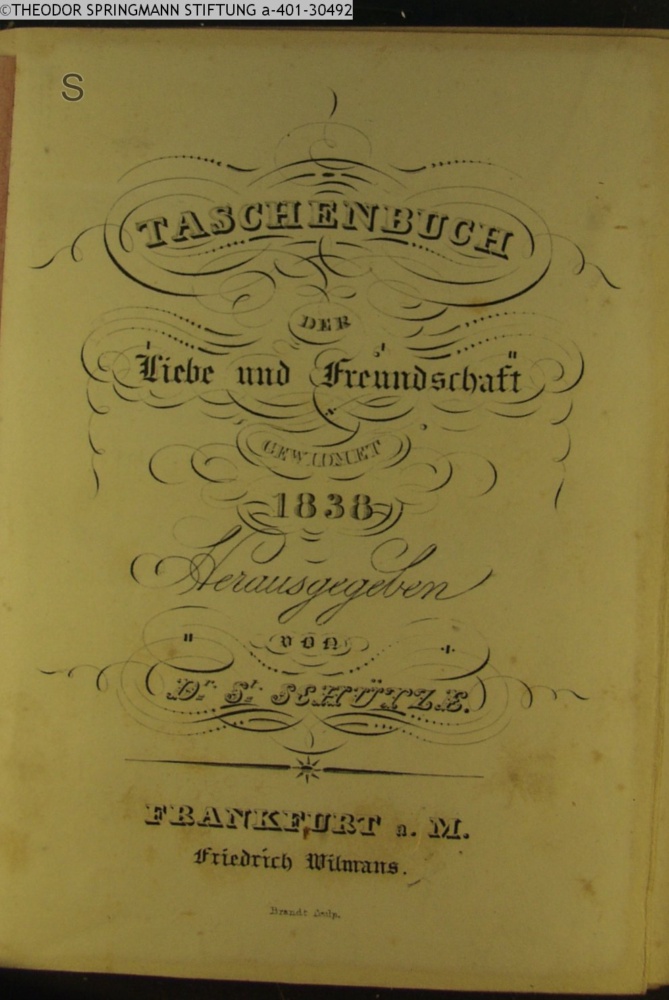 ©THEODOR SPRINGMANN STIFTUNG a-401-30492
S
TASCHENBUCH
DER
Liebe und Freundschaft
GEWIDMET
1838
Herausgegeben
VON
Dr. St. SCHÜTZE.
FRANKFURT a. M.
Friedrich Wilmans.
Brandt Sculp.